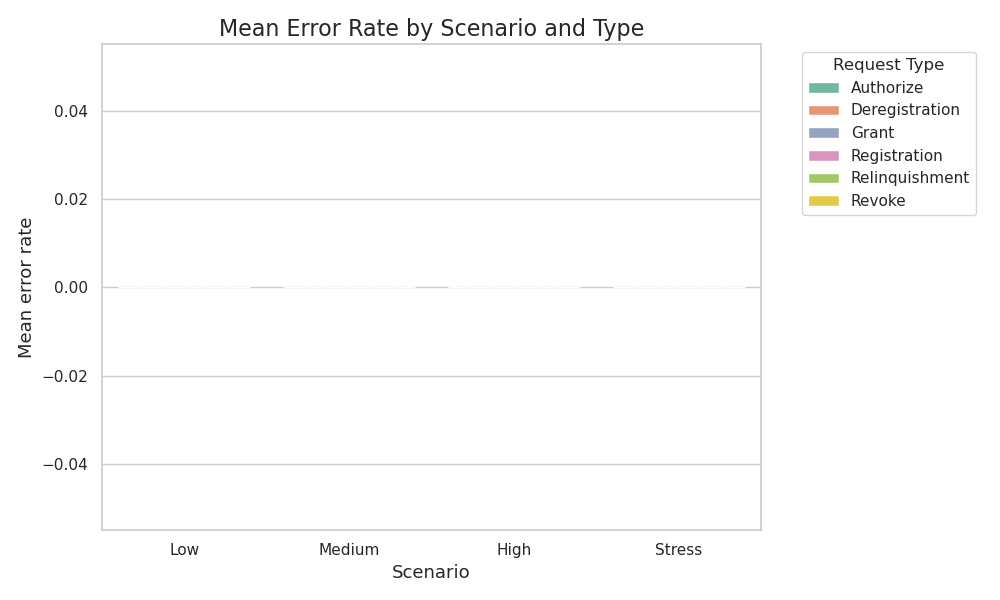 Mean Error Rate by Scenario and Type
Request Type
Authorize
Deregistration
Grant
Registration
Relinquishment
Revoke
Mean error rate
0.04
0.02
0.00
−0.02
−0.04
Low
Medium
High
Stress
Scenario